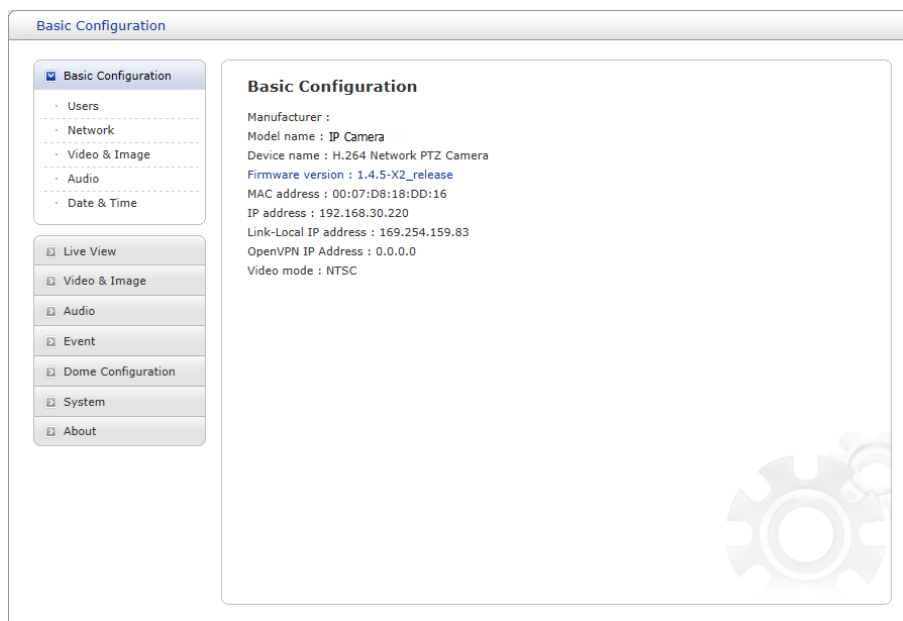 Basic Configuration
Basic Configuration
Users
Network
Video & Image
Audio
Date & Time
Live View
Video & Image
Audio
Event
Dome Configuration
System
About
Basic Configuration
Manufacturer :
Model name : IP Camera
Device name : H.264 Network PTZ Camera
Firmware version : 1.4.5-X2_release
MAC address : 00:07:D8:18:DD:16
IP address : 192.168.30.220
Link-Local IP address : 169.254.159.83
OpenVPN IP Address : 0.0.0.0
Video mode : NTSC